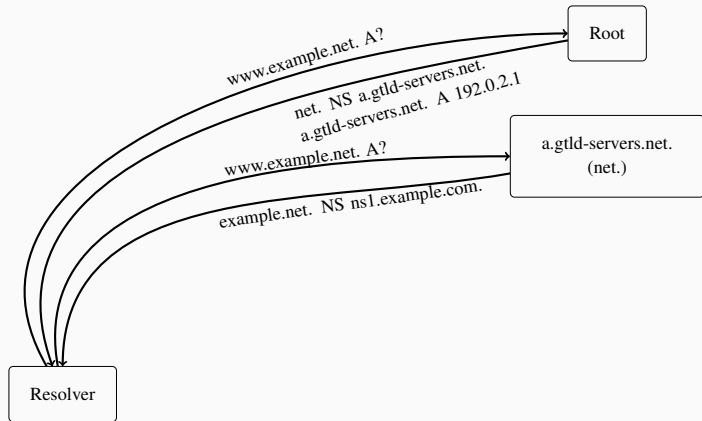 Root
www.example.net. A?
net. NS a.gtld-servers.net.
a.gtld-servers.net. A 192.0.2.1
a.gtld-servers.net.
(net.)
www.example.net. A?
example.net. NS ns1.example.com.
Resolver